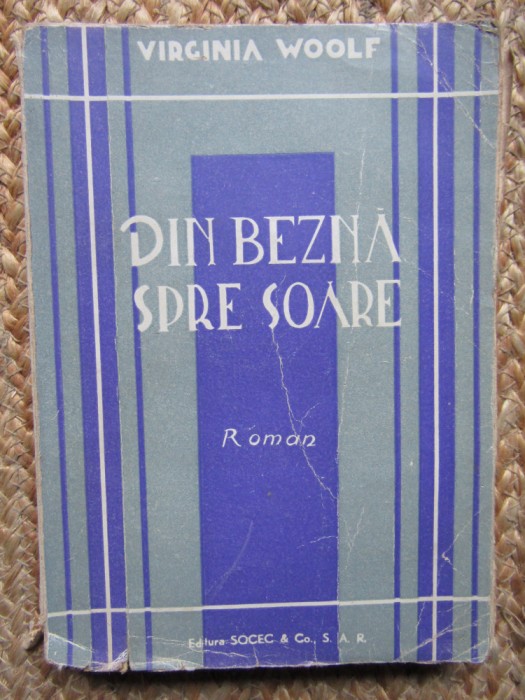 VIRGINIA WOOLF
DIN BEZNĂ
SPRE SOARE
Roman
Editura SOCEC & Co., S. A. R.